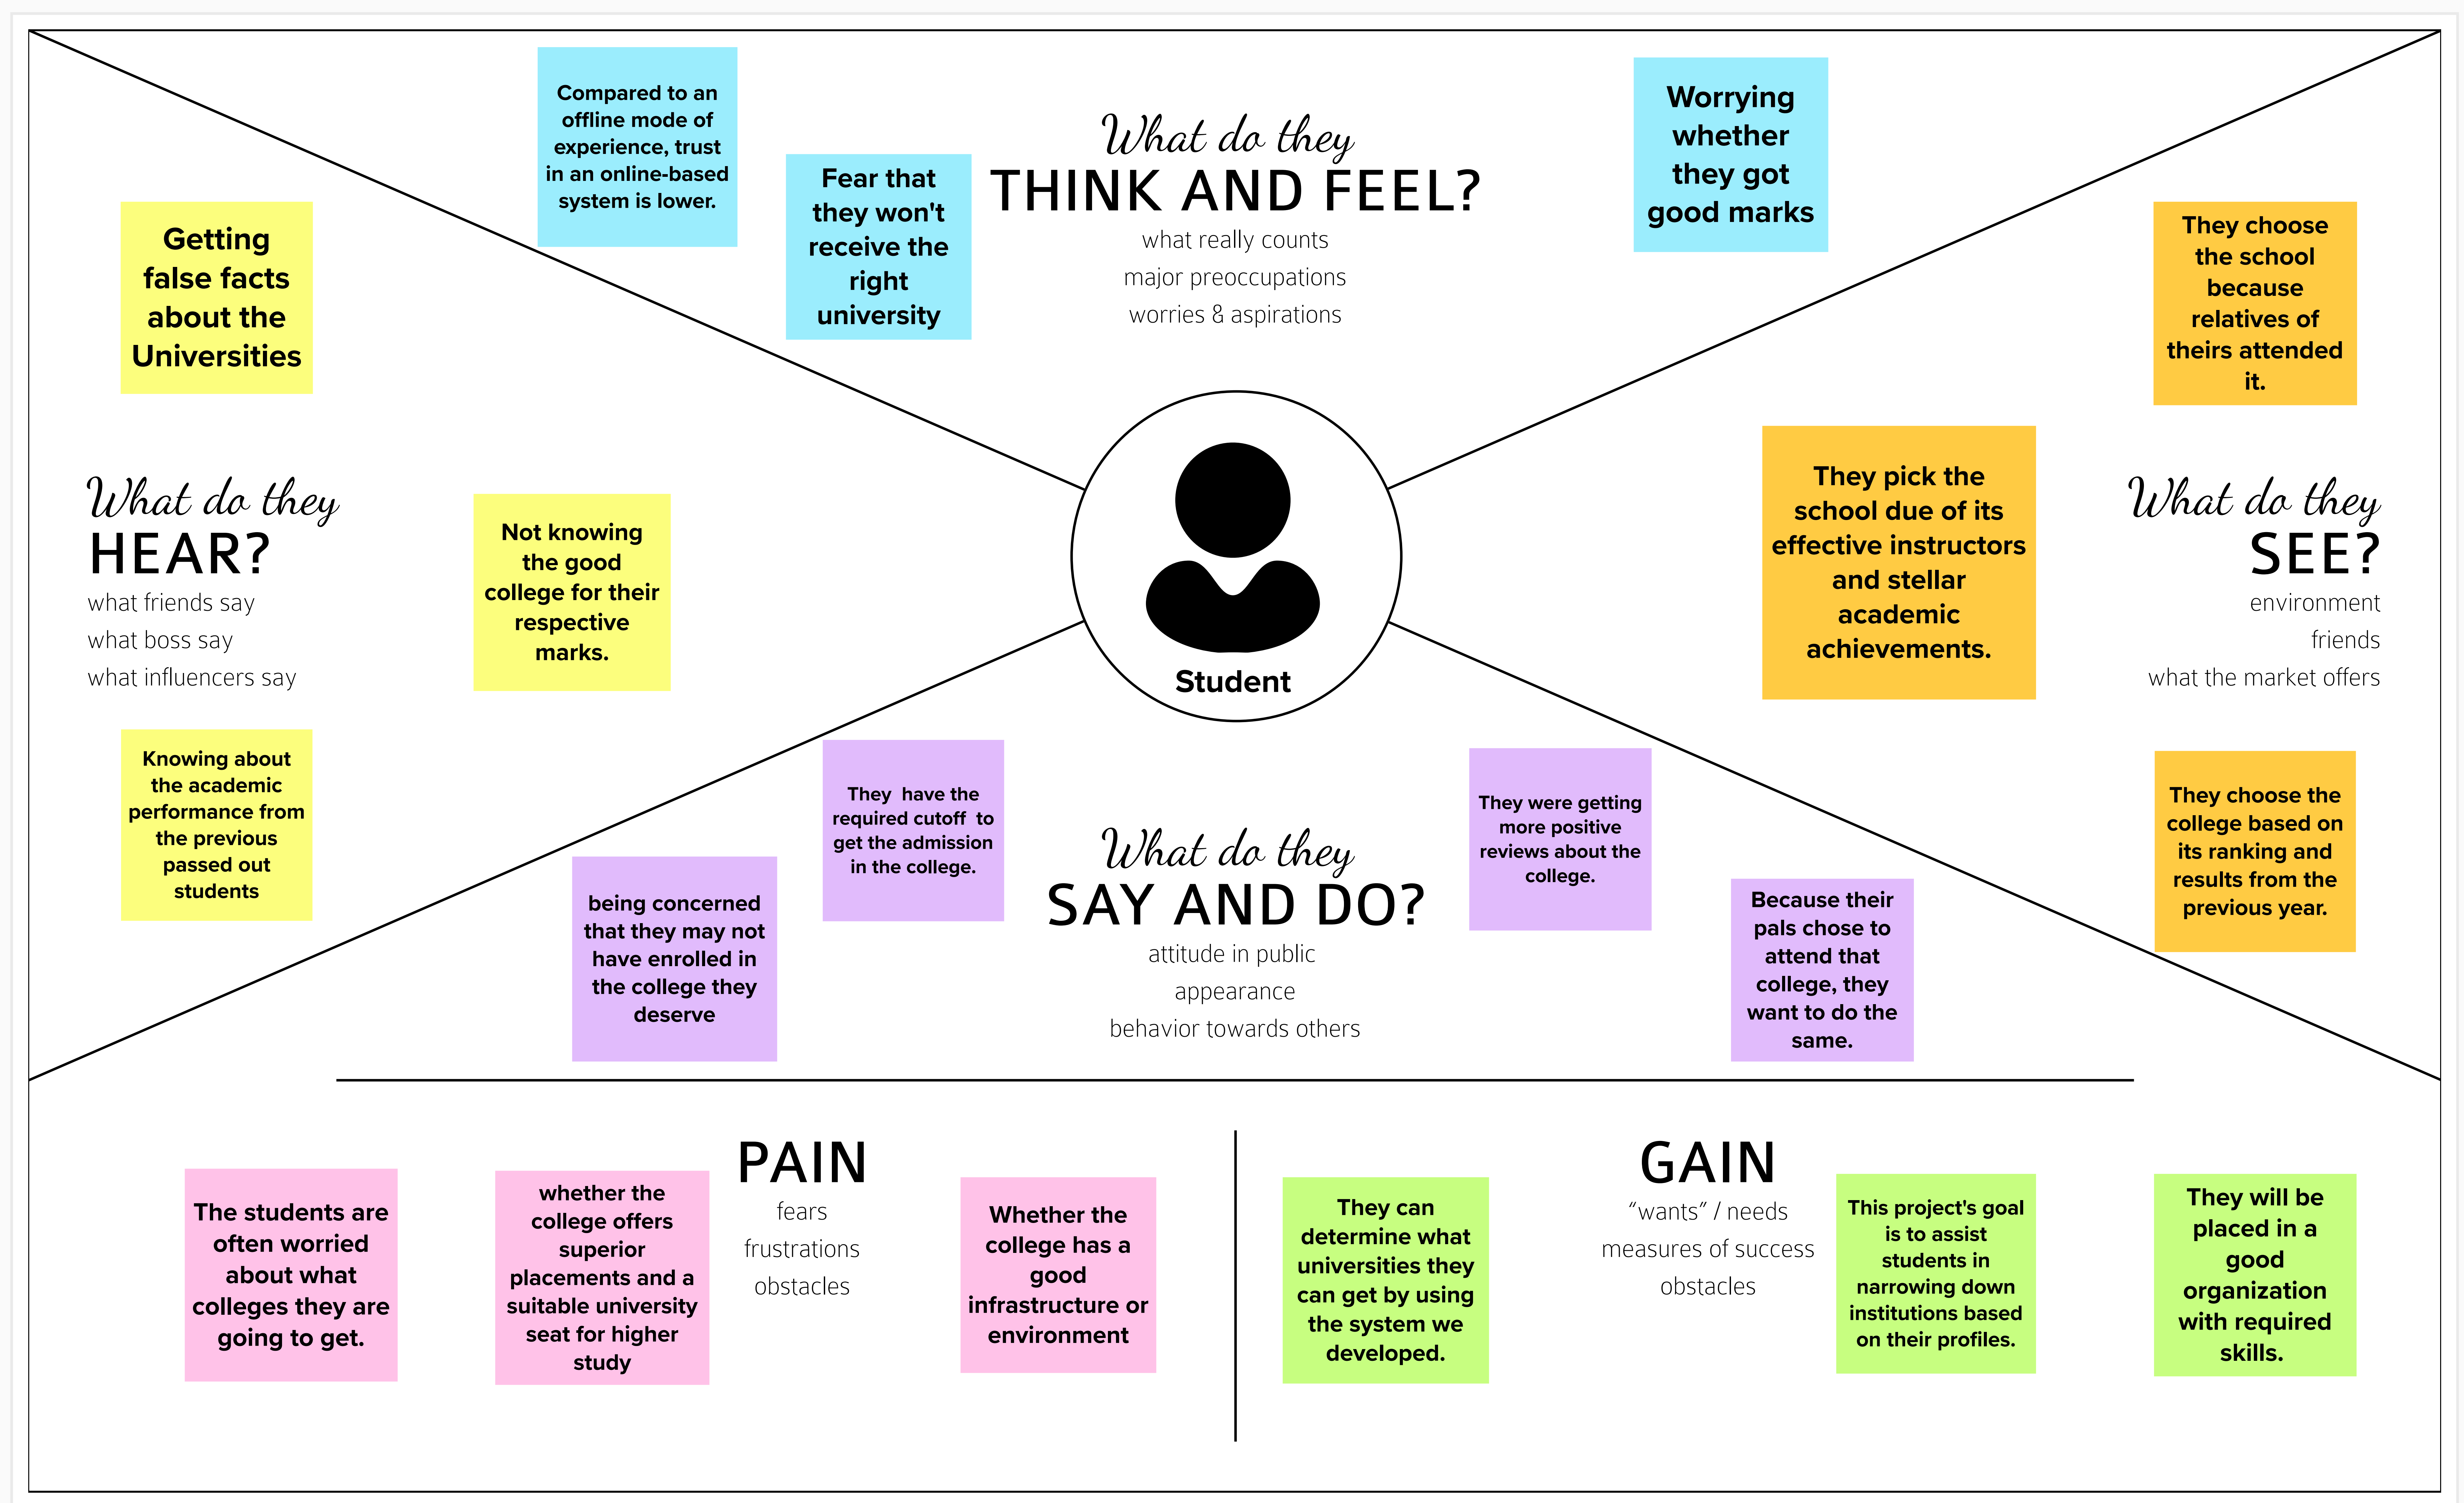 Compared to an
offline mode of
experience, trust
in an online-based
system is lower.
Fear that
they won't
receive the
right
university
What do they
THINK AND FEEL?
what really counts
major preoccupations
worries & aspirations
Worrying
whether
they got
good marks
Getting
false facts
about the
Universities
What do they
HEAR?
what friends say
what boss say
what influencers say
Not knowing
the good
college for their
respective
marks.
Knowing about
the academic
performance from
the previous
passed out
students
Student
They choose
the school
because
relatives of
theirs attended
it.
They pick the
school due of its
effective instructors
and stellar
academic
achievements.
What do they
SEE?
environment
friends
what the market offers
They choose the
college based on
its ranking and
results from the
previous year.
being concerned
that they may not
have enrolled in
the college they
deserve
They  have the
required cutoff  to
get the admission
in the college.
What do they
SAY AND DO?
attitude in public
appearance
behavior towards others
They were getting
more positive
reviews about the
college.
Because their
pals chose to
attend that
college, they
want to do the
same.
The students are
often worried
about what
colleges they are
going to get.
whether the
college offers
superior
placements and a
suitable university
seat for higher
study
PAIN
fears
frustrations
obstacles
Whether the
college has a
good
infrastructure or
environment
They can
determine what
universities they
can get by using
the system we
developed.
GAIN
“wants” / needs
measures of success
obstacles
This project's goal
is to assist
students in
narrowing down
institutions based
on their profiles.
They will be
placed in a
good
organization
with required
skills.